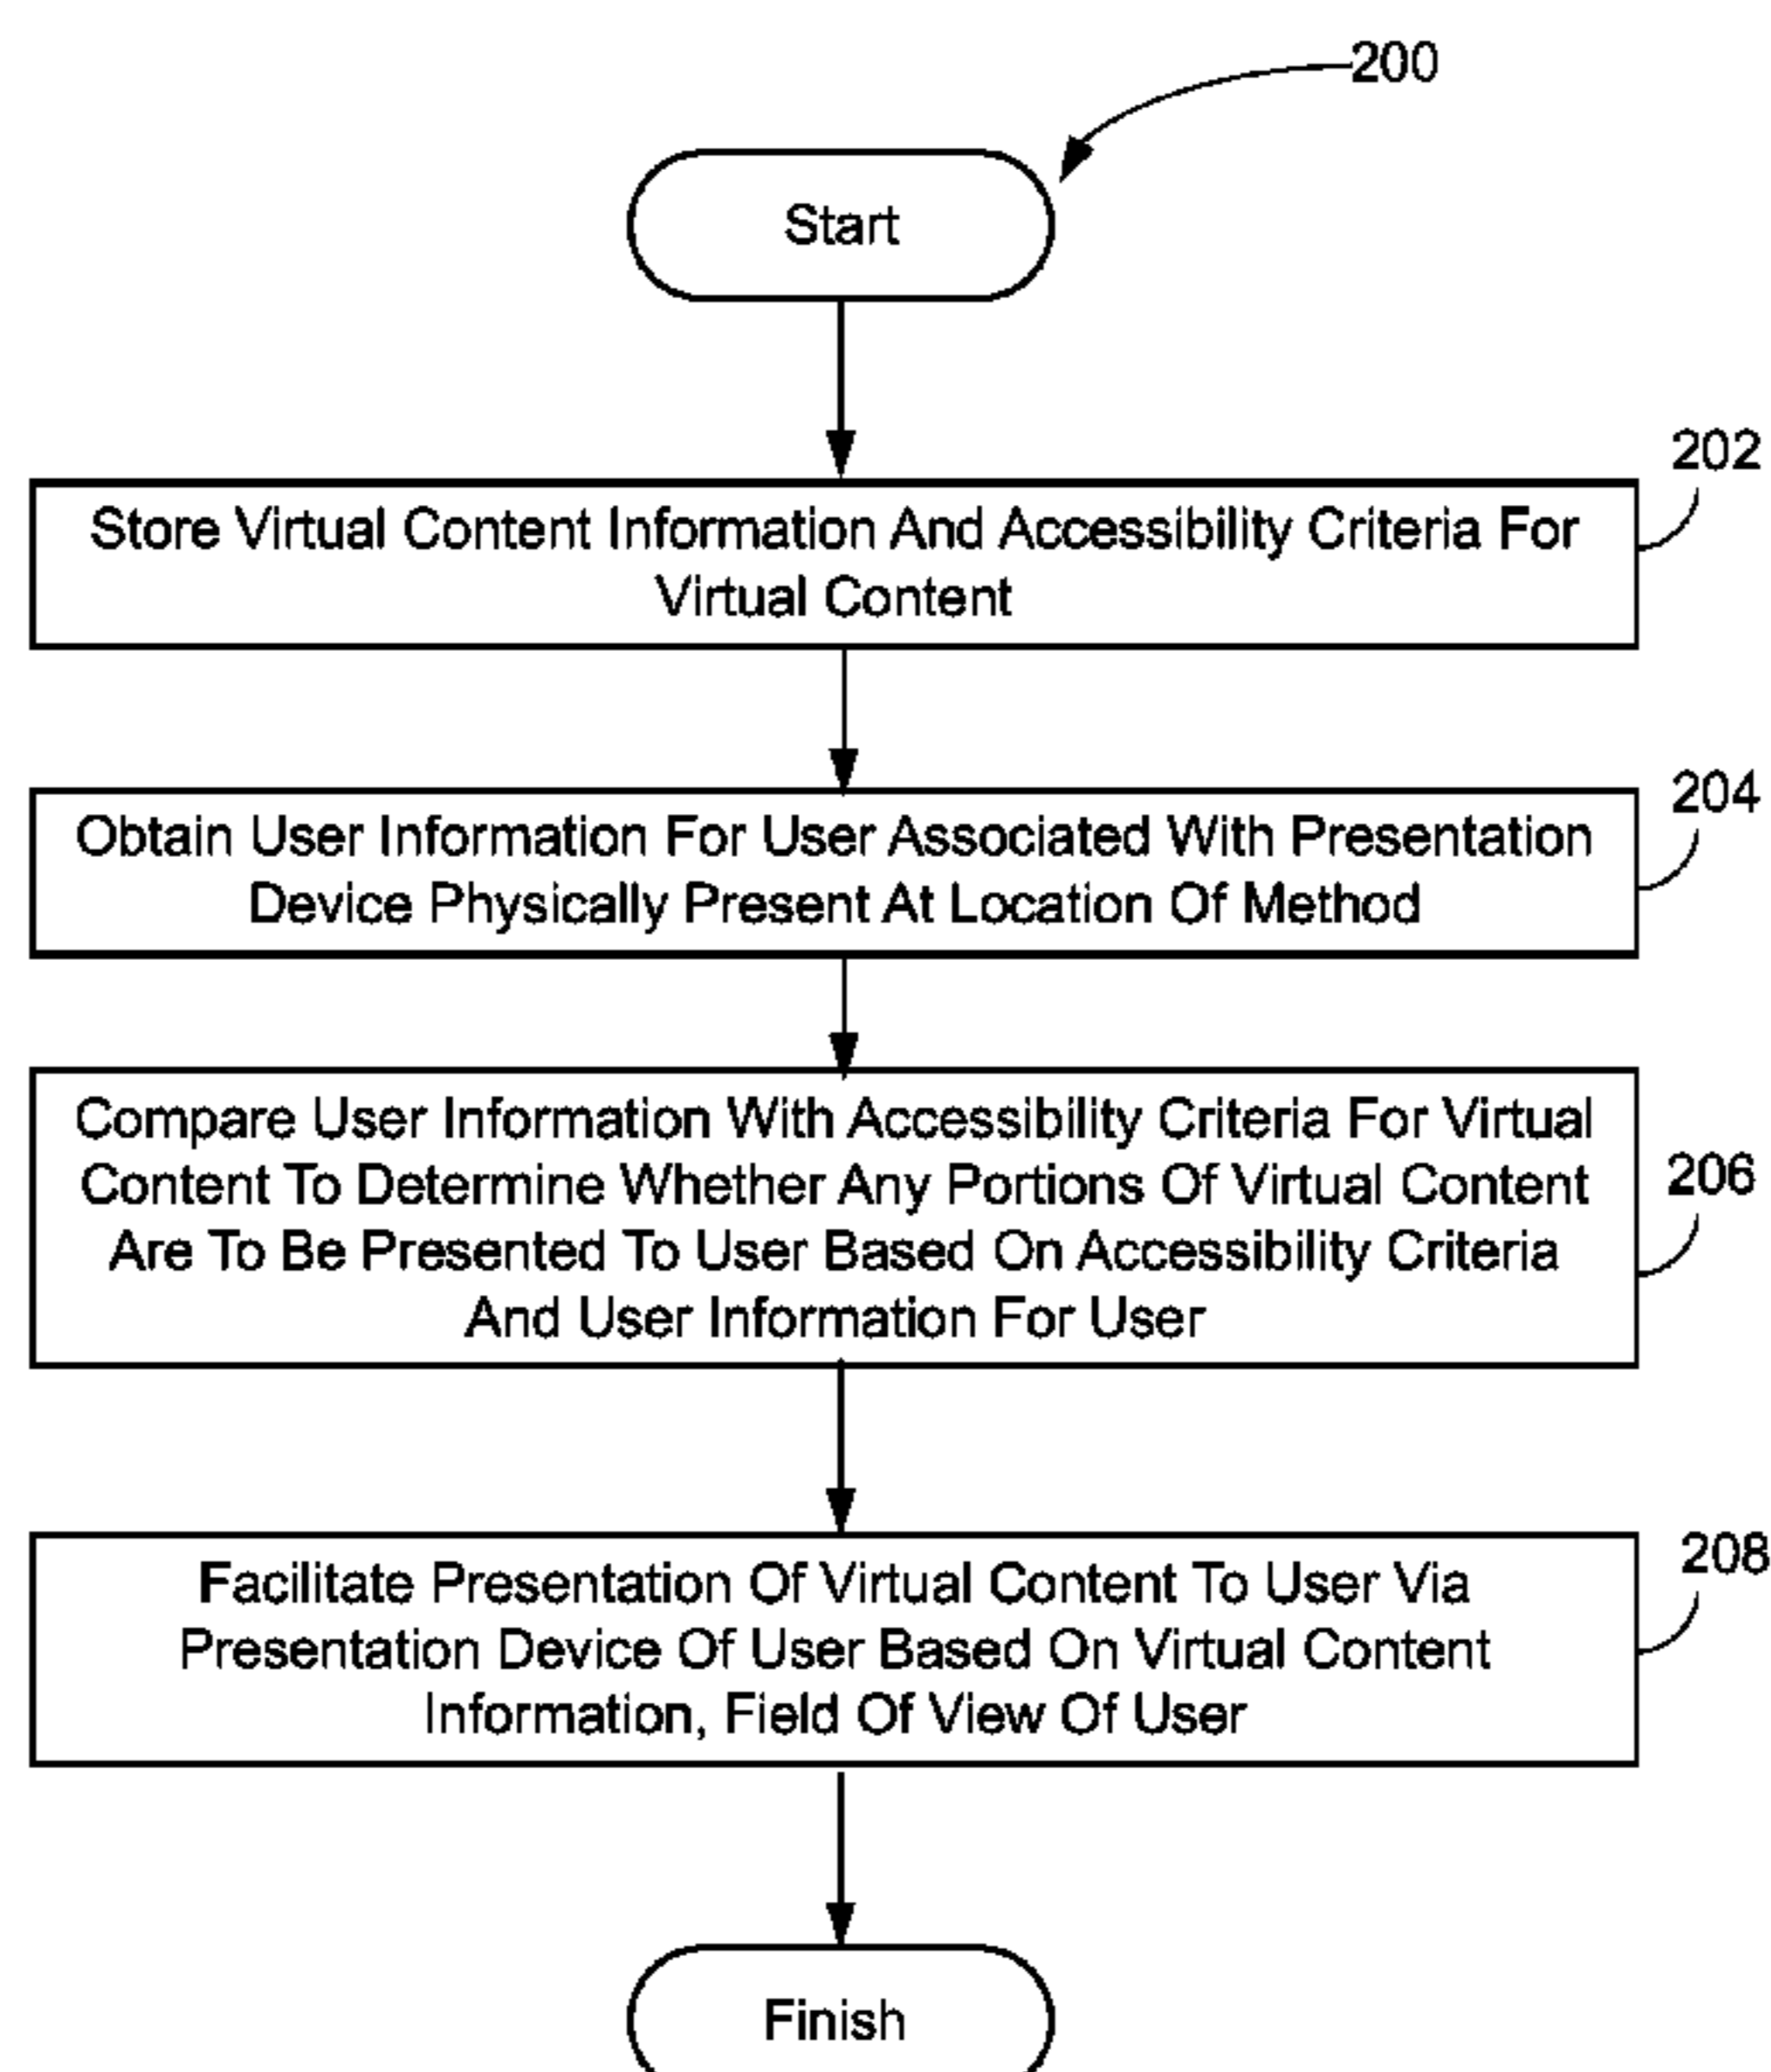 200
Start
202
Store Virtual Content Information And Accessibility Criteria For
Virtual Content
204
Obtain User Information For User Associated With Presentation
Device Physically Present At Location Of Method
Compare User Information With Accessibility Criteria For Virtual
Content To Determine Whether Any Portions Of Virtual Content
206
Are To Be Presented To User Based On Accessibility Criteria
And User Information For User
208
Facilitate Presentation Of Virtual Content To User Via
Presentation Device Of User Based On Virtual Content
Information, Field Of View Of User
Finish